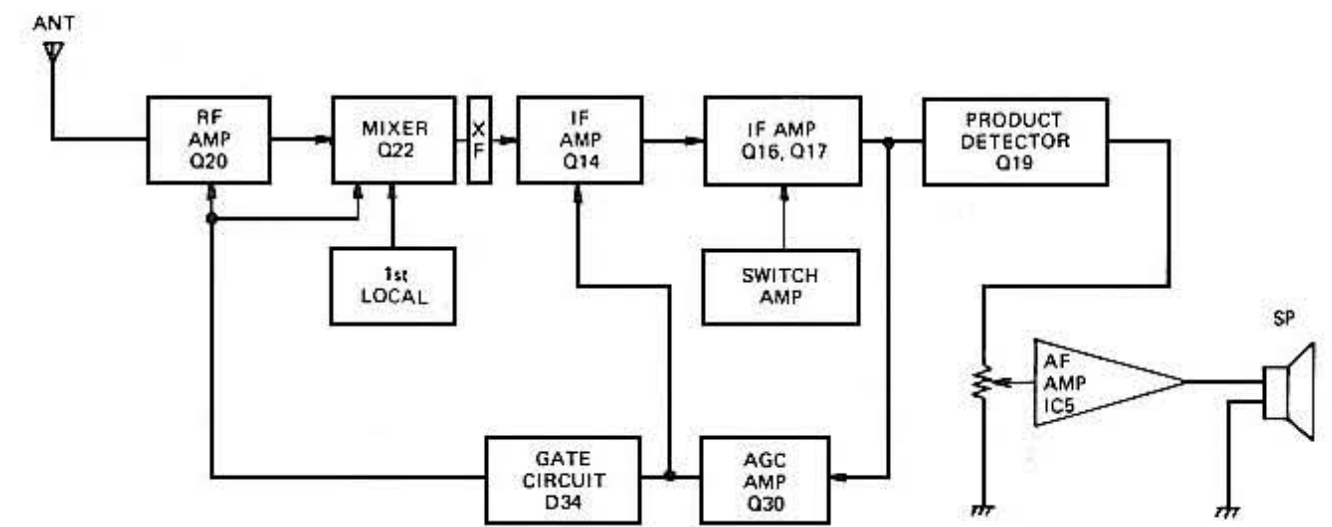 ANT
RF
AMP
Q20
MIXER
Q22
X
F
IF
AMP
Q14
IF AMP
Q16, Q17
PRODUCT
DETECTOR
Q19
1st
LOCAL
SWITCH
AMP
SP
AF
AMP
IC5
GATE
CIRCUIT
D34
AGC
AMP
Q30